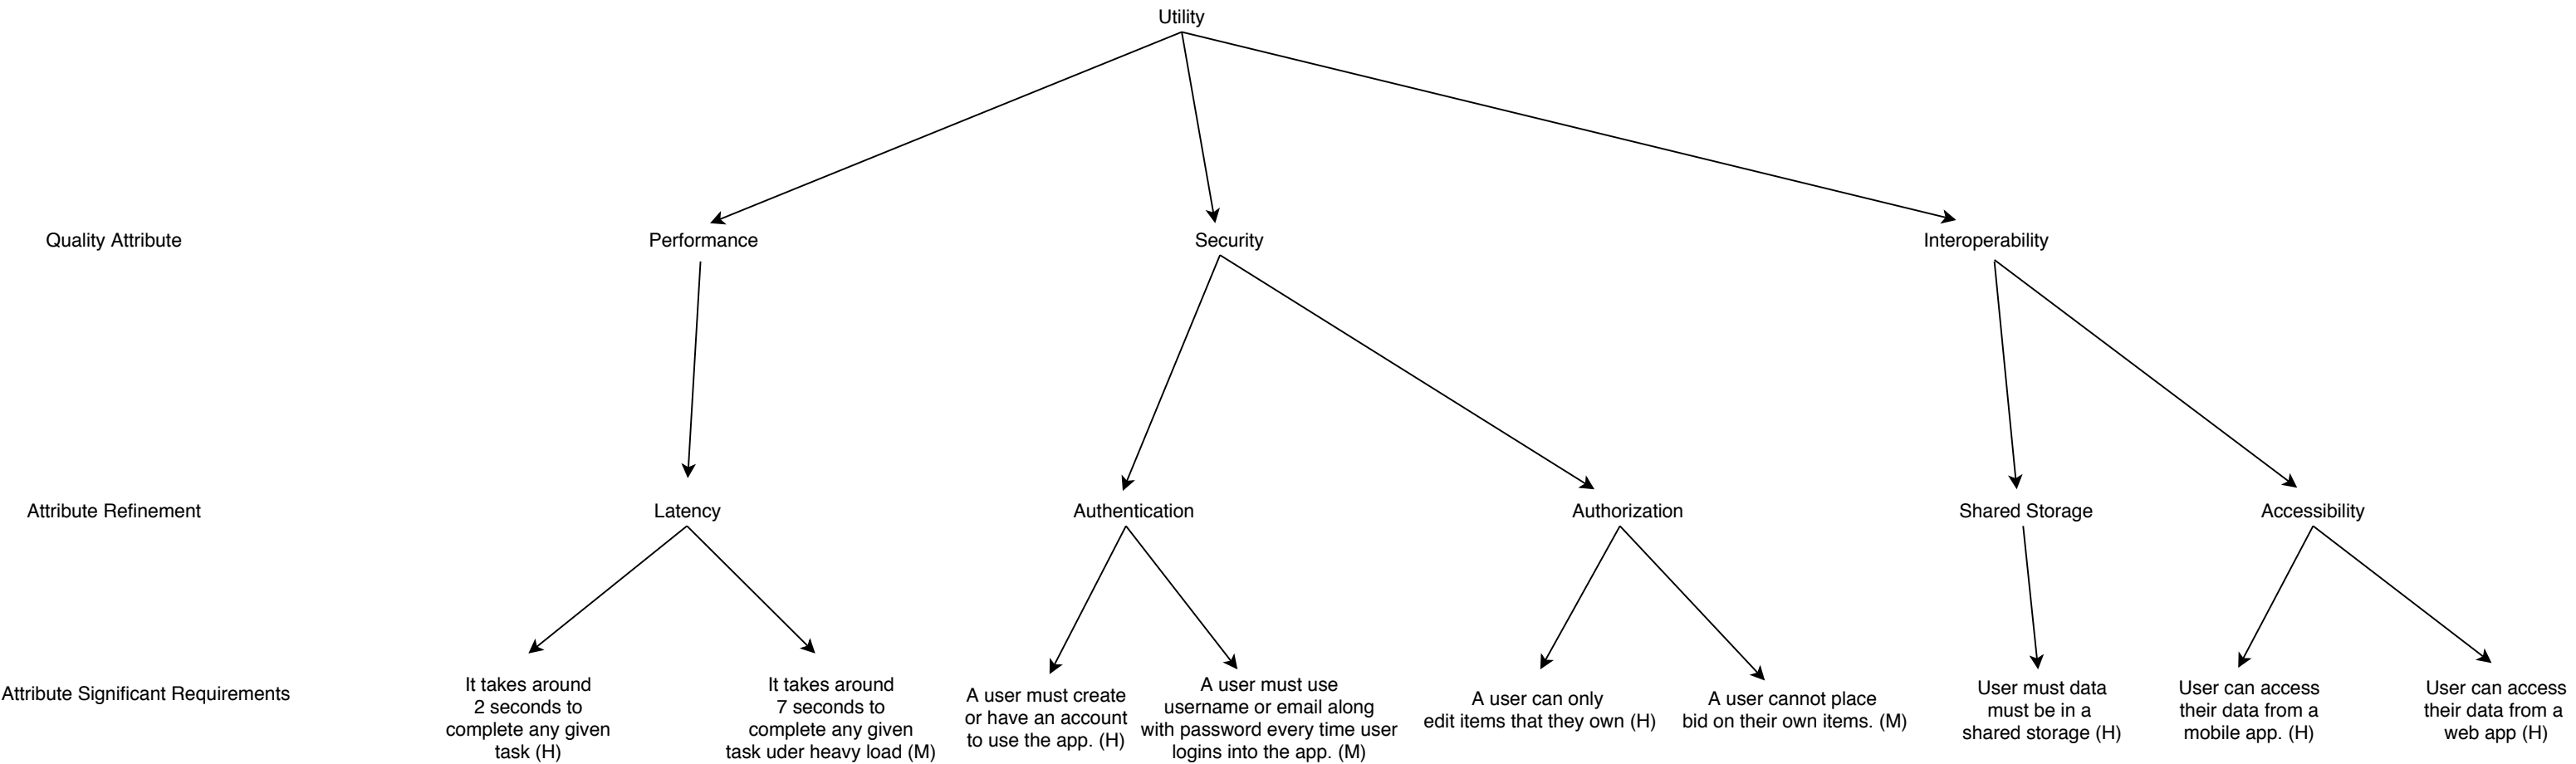 Utility
Quality Attribute
Performance
Security
Interoperability
Attribute Refinement
Latency
Authentication
Authorization
Shared Storage
Accessibility
Attribute Significant Requirements
It takes around
2 seconds to
complete any given
task (H)
It takes around
7 seconds to
complete any given
task uder heavy load (M)
A user must create
or have an account
to use the app. (H)
A user must use
username or email along
with password every time user
logins into the app. (M)
A user can only
edit items that they own (H)
A user cannot place
bid on their own items. (M)
User must data
must be in a
shared storage (H)
User can access
their data from a
mobile app. (H)
User can access
their data from a
web app (H)